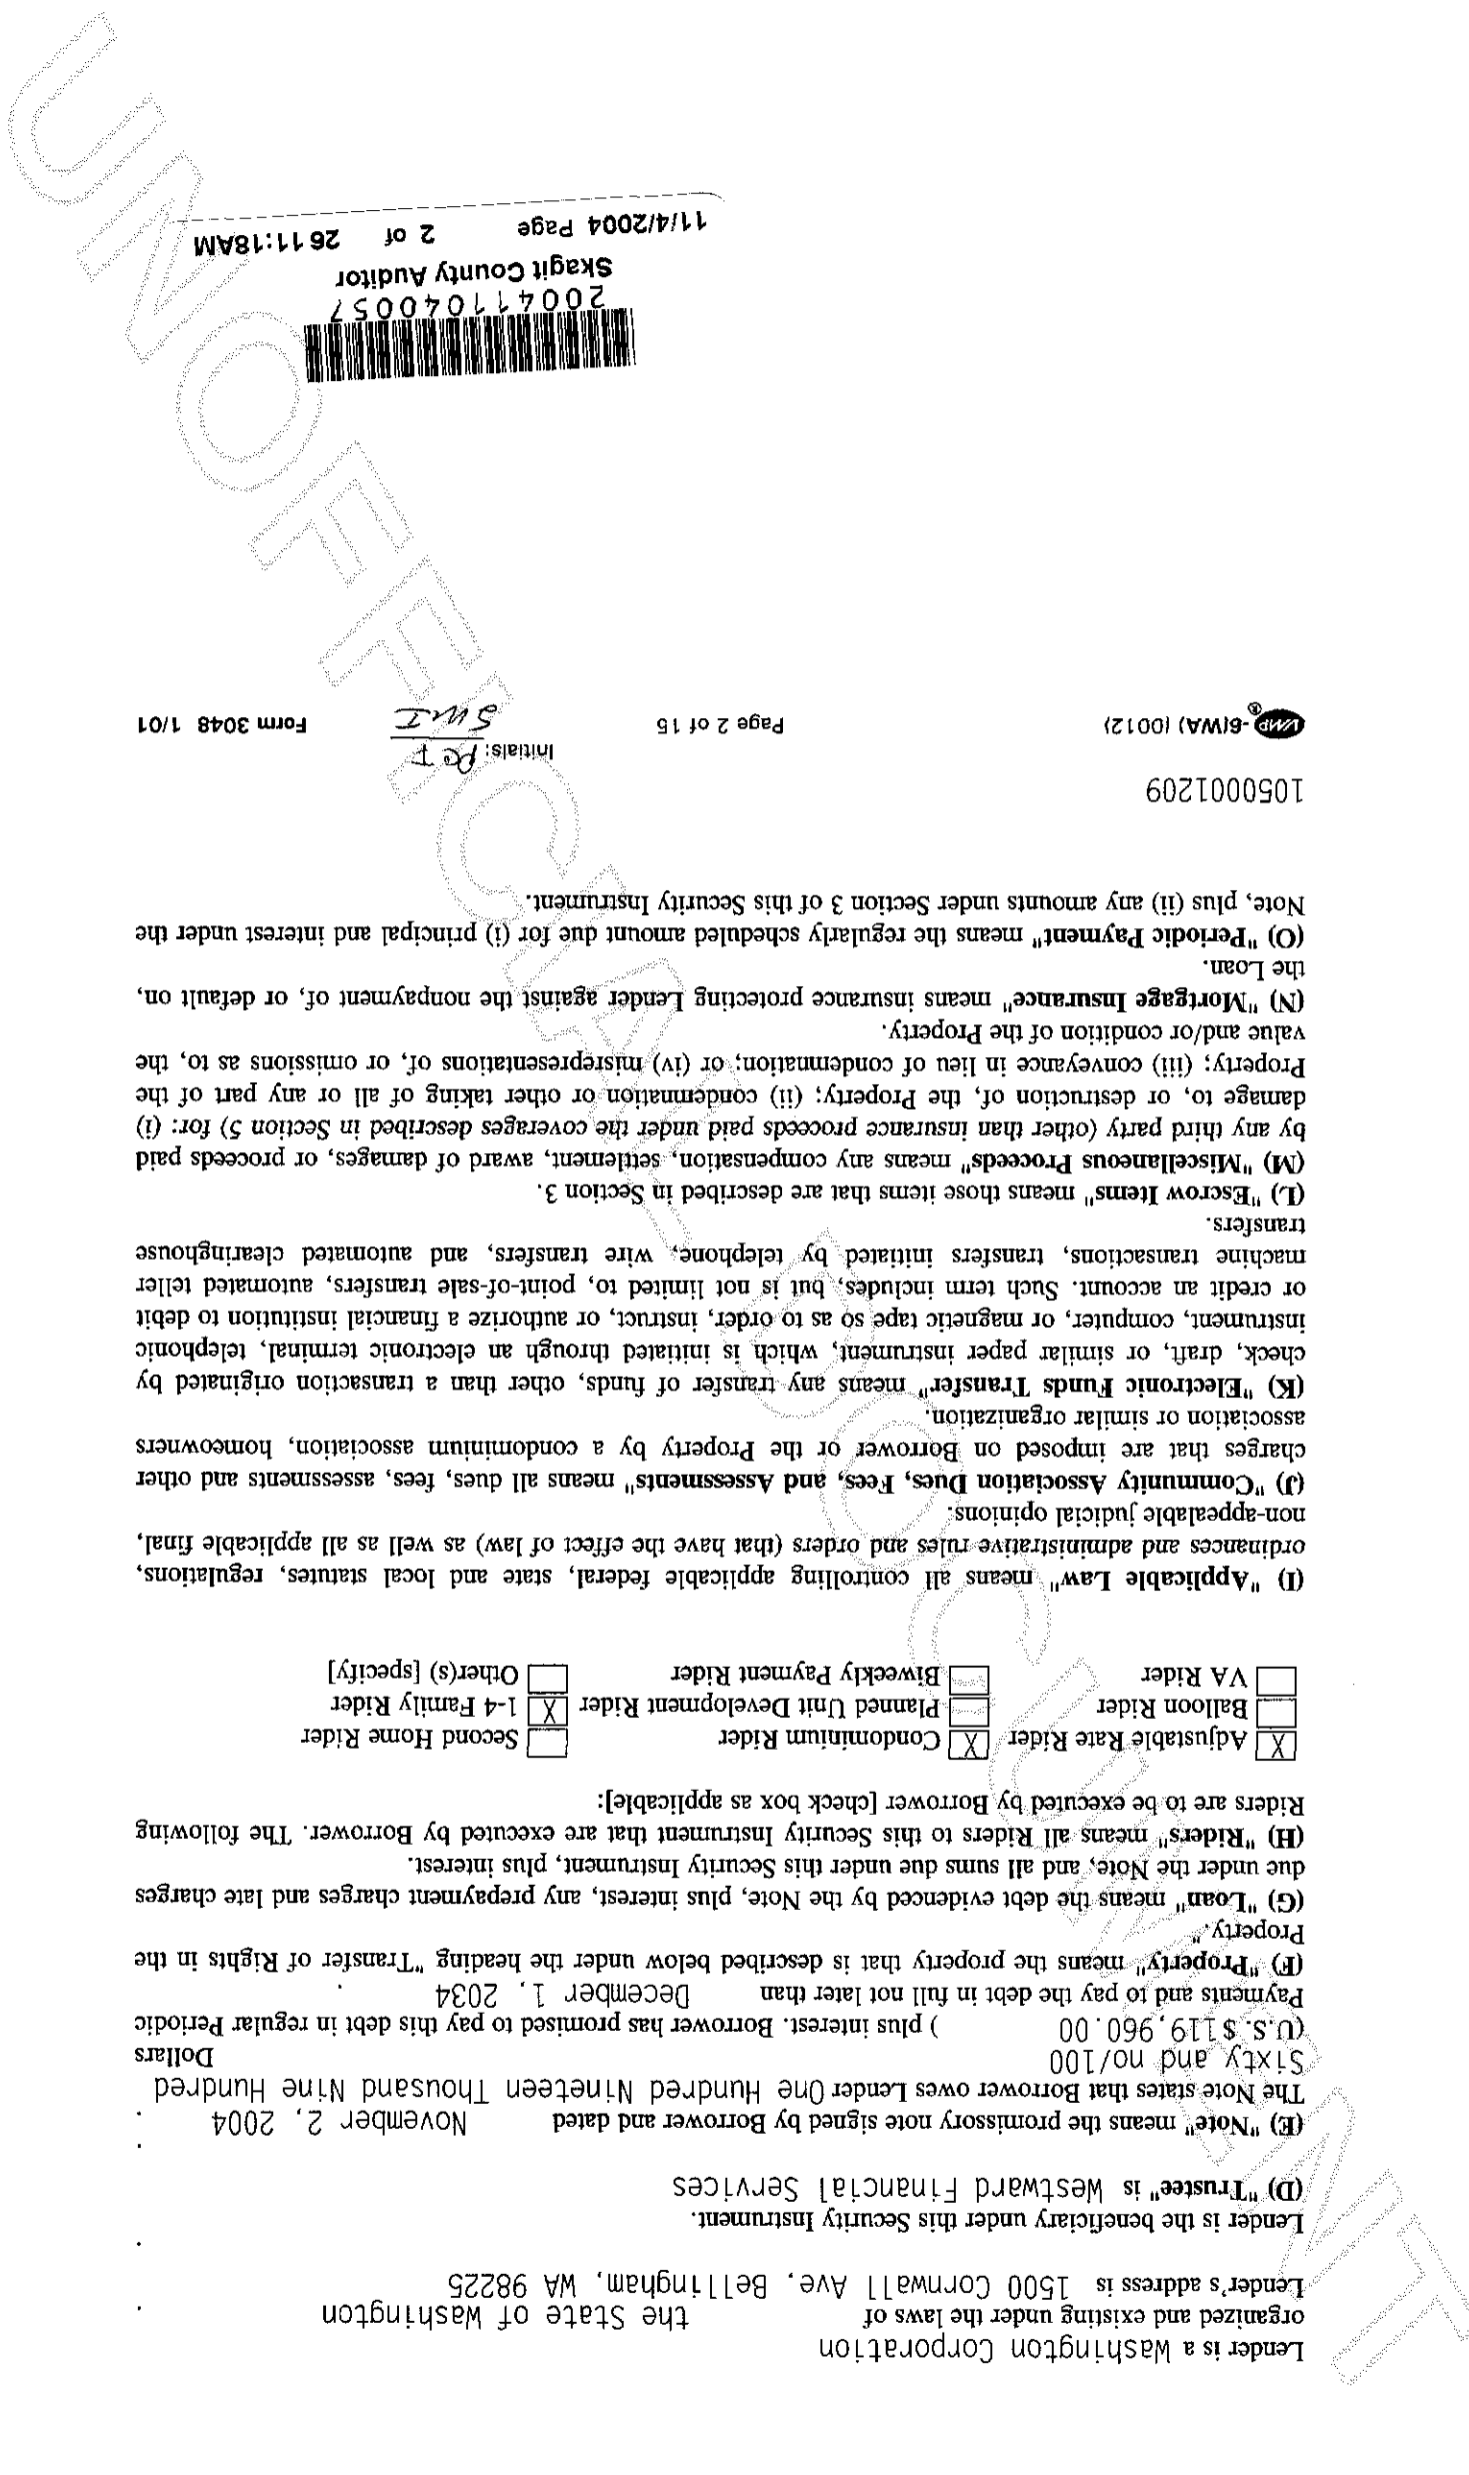 Lender is a Washington Corporation
organized and existing under the laws of the State of Washington .
Lender's address is 1500 Cornwall Ave, Bellingham, WA 98225
.
Lender is the beneficiary under this Security Instrument.
(D) "Trustee" is Westward Financial Services
.
(E) "Note" means the promissory note signed by Borrower and dated November 2, 2004 .
The Note states that Borrower owes Lender One Hundred Nineteen Thousand Nine Hundred
Sixty and no/100 Dollars
(U.S. $119,960.00 ) plus interest. Borrower has promised to pay this debt in regular Periodic
Payments and to pay the debt in full not later than December 1, 2034 .
(F) "Property" means the property that is described below under the heading "Transfer of Rights in the
Property."
(G) "Loan" means the debt evidenced by the Note, plus interest, any prepayment charges and late charges
due under the Note, and all sums due under this Security Instrument, plus interest.
(H) "Riders" means all Riders to this Security Instrument that are executed by Borrower. The following
Riders are to be executed by Borrower [check box as applicable]:
X Adjustable Rate Rider X Condominium Rider Second Home Rider
Balloon Rider Planned Unit Development Rider X 1-4 Family Rider
VA Rider Biweekly Payment Rider Other(s) [specify]
(I) "Applicable Law" means all controlling applicable federal, state and local statutes, regulations,
ordinances and administrative rules and orders (that have the effect of law) as well as all applicable final,
non-appealable judicial opinions.
(J) "Community Association Dues, Fees, and Assessments" means all dues, fees, assessments and other
charges that are imposed on Borrower or the Property by a condominium association, homeowners
association or similar organization.
(K) "Electronic Funds Transfer" means any transfer of funds, other than a transaction originated by
check, draft, or similar paper instrument, which is initiated through an electronic terminal, telephonic
instrument, computer, or magnetic tape so as to order, instruct, or authorize a financial institution to debit
or credit an account. Such term includes, but is not limited to, point-of-sale transfers, automated teller
machine transactions, transfers initiated by telephone, wire transfers, and automated clearinghouse
transfers.
(L) "Escrow Items" means those items that are described in Section 3.
(M) "Miscellaneous Proceeds" means any compensation, settlement, award of damages, or proceeds paid
by any third party (other than insurance proceeds paid under the coverages described in Section 5) for: (i)
damage to, or destruction of, the Property; (ii) condemnation or other taking of all or any part of the
Property; (iii) conveyance in lieu of condemnation; or (iv) misrepresentations of, or omissions as to, the
value and/or condition of the Property.
(N) "Mortgage Insurance" means insurance protecting Lender against the nonpayment of, or default on,
the Loan.
(O) "Periodic Payment" means the regularly scheduled amount due for (i) principal and interest under the
Note, plus (ii) any amounts under Section 3 of this Security Instrument.
1050001209
Initials:
VMP®-6(WA) (0012) Page 2 of 15 Form 3048 1/01
200411040057
Skagit County Auditor
11/4/2004 Page 2 of 26 11:18AM
UNOFFICIAL DOCUMENT